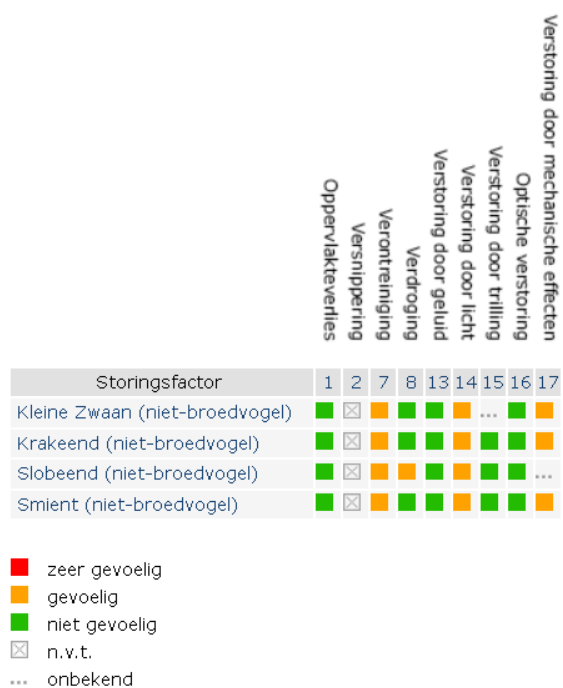 Oppervlakteverlies
Versnippering
Verontreiniging
Verdroging
Verstoring door geluid
Verstoring door licht
Verstoring door trilling
Optische verstoring
Verstoring door mechanische effecten
Storingsfactor 1 2 7 8 13 14 15 16 17
Kleine Zwaan (niet-broedvogel) ...
Krakeend (niet-broedvogel)
Slobeend (niet-broedvogel) ...
Smient (niet-broedvogel)
zeer gevoelig
gevoelig
niet gevoelig
n.v.t.
... onbekend